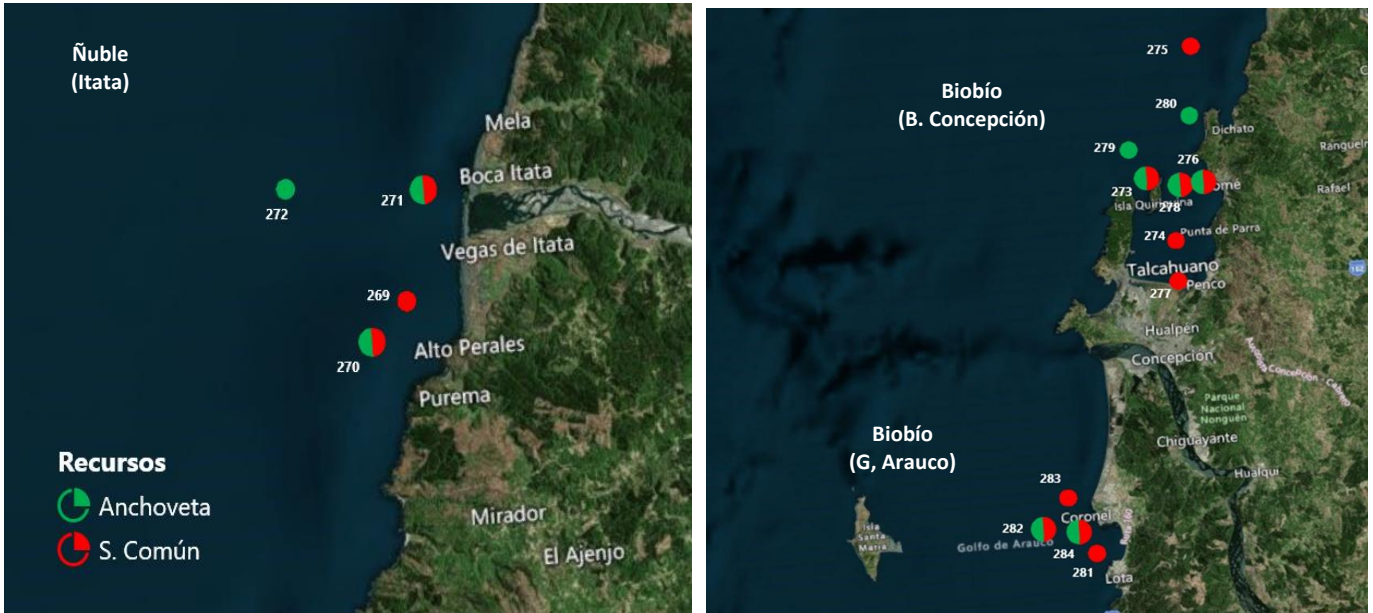 Ñuble
(Itata)
Mela
Boca Itata
271
272
Vegas de Itata
269
Alto Perales
270
Purema
Recursos
Anchoveta
S. Común
Mirador
El Ajenjo
275
Biobío
(B. Concepción)
280
Dichato
279
276
273
Isla Quiriquina
278
Rafael
274
Punta de Parra
Talcahuano
152
277
Penco
Hualpén
Concepción
Parque
Nacional
Nonguén
Chiguayante
Hualqui
Biobío
(G, Arauco)
283
Coronel
282
Golfo de Arauco
Isla
Santa
María
284
281
Ruta 160
Lota